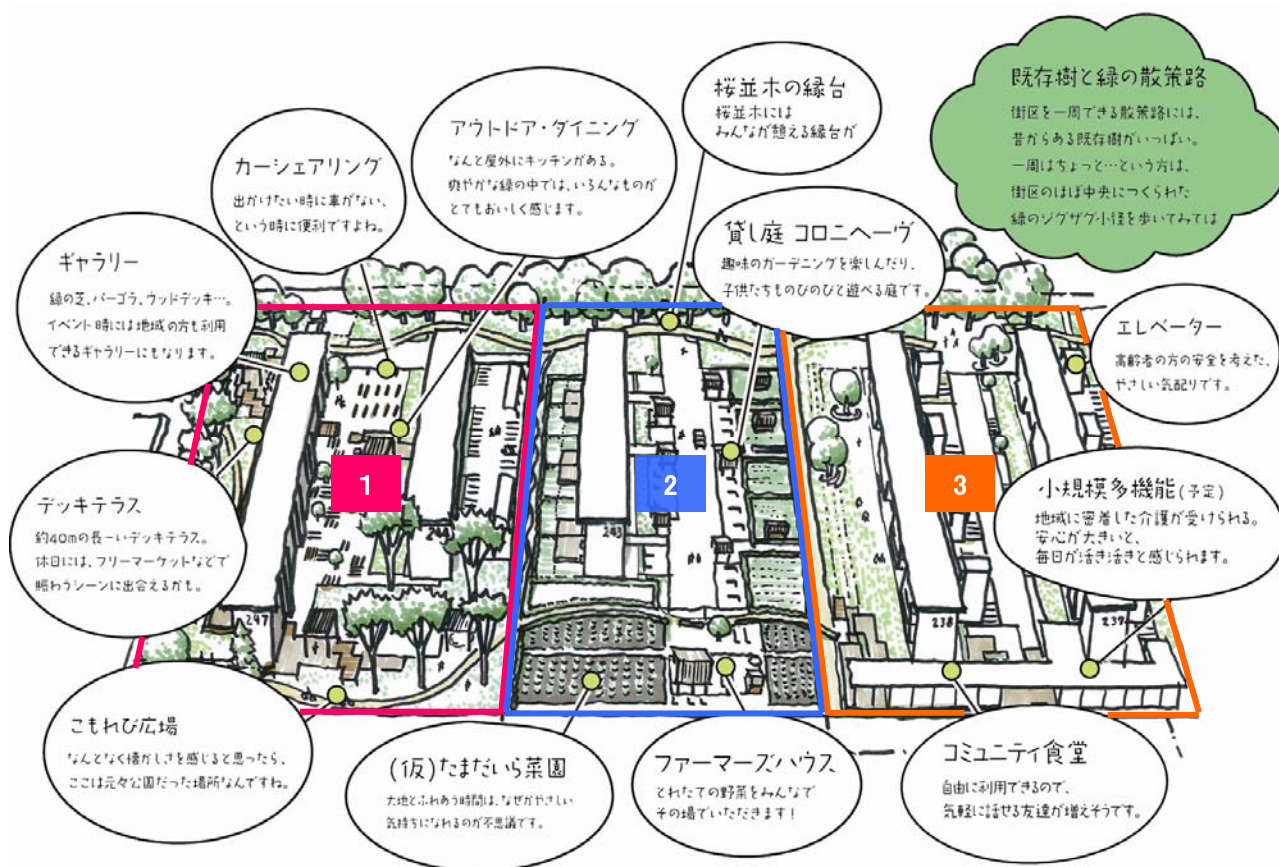 桜並木の縁台
桜並木には
みんなが憩える縁台が
既存樹と緑の散策路
街区を一周できる散策路には、
昔からある既存樹がいっぱい。
一周はちょっと…という方は、
街区のほぼ中央につくられた
緑のジグザグ小径を歩いてみては
アウトドア・ダイニング
なんと屋外にキッチンがある。
爽やかな緑の中では、いろんなものが
とてもおいしく感じます。
カーシェアリング
出かけたい時に車がない、
という時に便利ですよね。
貸し庭 コロニヘーヴ
趣味のガーデニングを楽しんだり、
子供たちものびのびと遊べる庭です。
ギャラリー
緑の芝、パーゴラ、ウッドデッキ…。
イベント時には地域の方も利用
できるギャラリーにもなります。
エレベーター
高齢者の方の安全を考えた、
やさしい気配りです。
1
2
3
小規模多機能(予定)
地域に密着した介護が受けられる。
安心が大きいと、
毎日が活き活きと感じられます。
デッキテラス
約40mの長ーいデッキテラス。
休日には、フリーマーケットなどで
賑わうシーンに出会えるかも。
247
244
243
238
237
こもれび広場
なんとなく懐かしさを感じると思ったら、
ここは元々公園だった場所なんですね。
(仮)たまだいら菜園
大地とふれあう時間は、なぜかやさしい
気持ちになれるのが不思議です。
ファーマーズハウス
とれたての野菜をみんなで
その場でいただきます!
コミュニティ食堂
自由に利用できるので、
気軽に話せる友達が増えそうです。